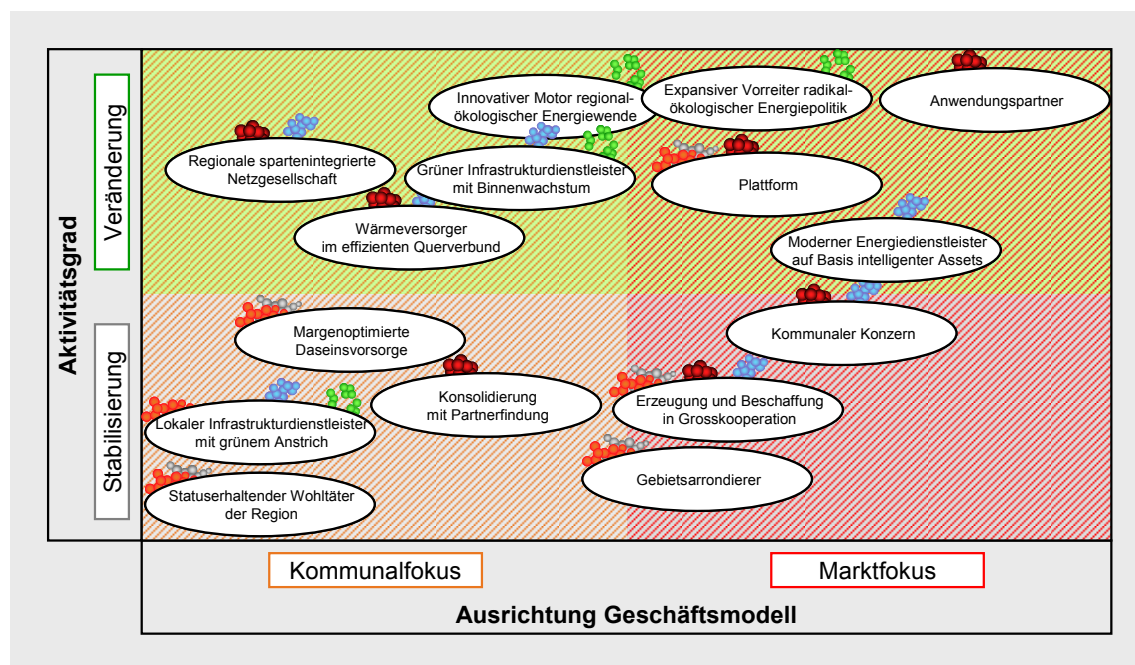 Aktivitätsgrad
Veränderung
Stabilisierung
Innovativer Motor regional-
ökologischer Energiewende
Expansiver Vorreiter radikal-
ökologischer Energiepolitik
Anwendungspartner
Regionale spartenintegrierte
Netzgesellschaft
Grüner Infrastrukturdienstleister
mit Binnenwachstum
Plattform
Wärmeversorger
im effizienten Querverbund
Moderner Energiedienstleister
auf Basis intelligenter Assets
Margenoptimierte
Daseinsvorsorge
Kommunaler Konzern
Konsolidierung
mit Partnerfindung
Erzeugung und Beschaffung
in Grosskooperation
Lokaler Infrastrukturdienstleister
mit grünem Anstrich
Gebietsarrondierer
Statuserhaltender Wohltäter
der Region
Kommunalfokus
Marktfokus
Ausrichtung Geschäftsmodell